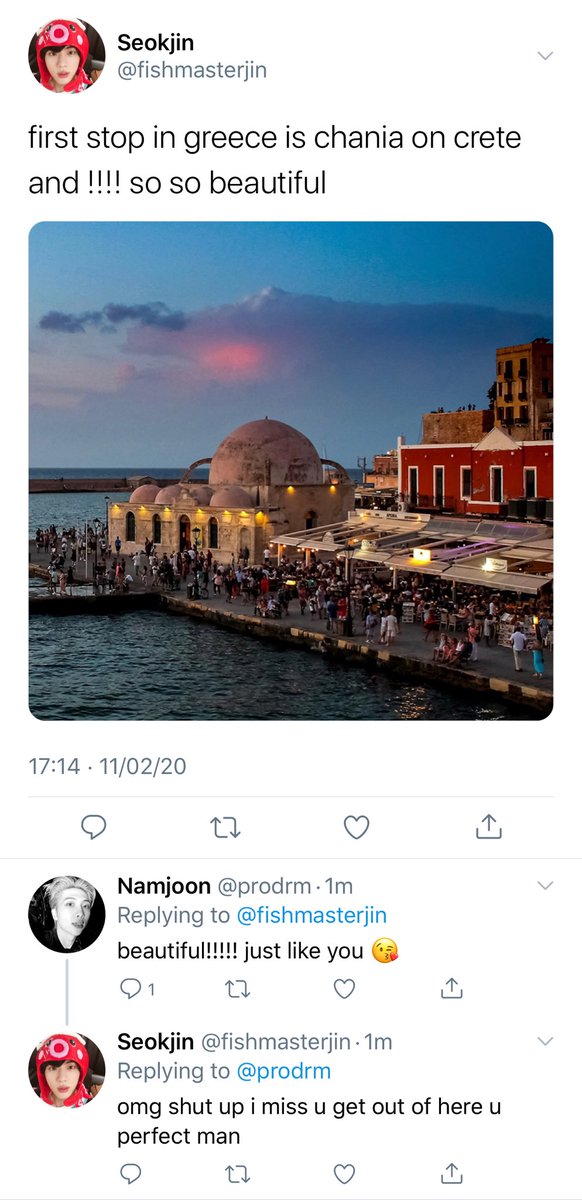 Seokjin
@fishmasterjin
first stop in greece is chania on crete
and !!!! so so beautiful
17:14 · 11/02/20
Namjoon @prodrm · 1m
Replying to @fishmasterjin
beautiful!!!!! just like you 😘
1
Seokjin @fishmasterjin · 1m
Replying to @prodrm
omg shut up i miss u get out of here u
perfect man